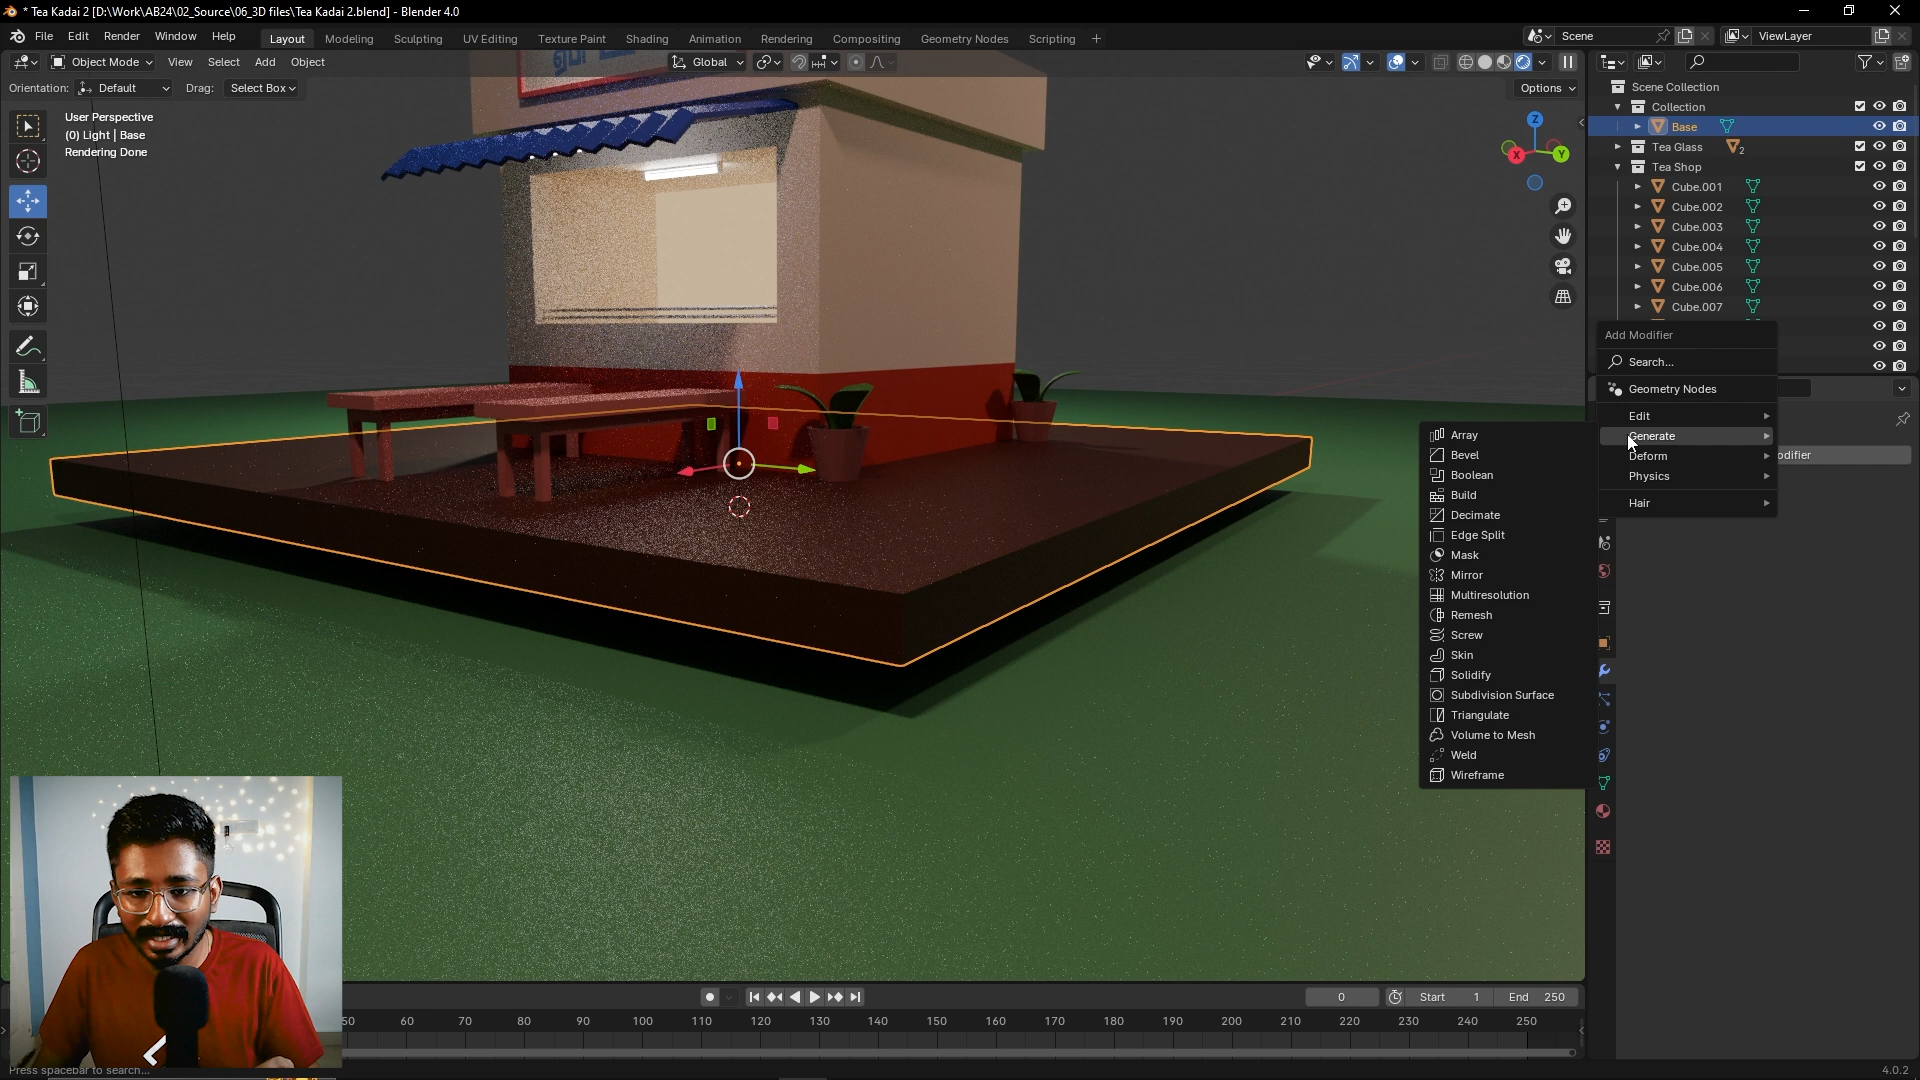 * Tea Kadai 2 [D:\Work\AB24\02_Source\06_3D files\Tea Kadai 2.blend] - Blender 4.0
File Edit Render Window Help
Layout Modeling Sculpting UV Editing Texture Paint Shading Animation Rendering Compositing Geometry Nodes Scripting +
Scene
ViewLayer
Object Mode View Select Add Object
Global
Orientation: Default Drag: Select Box
Options
User Perspective
(0) Light | Base
Rendering Done
Z
X
Y
Scene Collection
Collection
Base
Tea Glass 2
Tea Shop
Cube.001
Cube.002
Cube.003
Cube.004
Cube.005
Cube.006
Cube.007
Add Modifier
Search...
Geometry Nodes
Edit
Generate
Deform
Physics
Hair
odifier
Array
Bevel
Boolean
Build
Decimate
Edge Split
Mask
Mirror
Multiresolution
Remesh
Screw
Skin
Solidify
Subdivision Surface
Triangulate
Volume to Mesh
Weld
Wireframe
0 Start 1 End 250
50 60 70 80 90 100 110 120 130 140 150 160 170 180 190 200 210 220 230 240 250
Press spacebar to search...
4.0.2